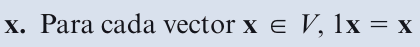 x. Para cada vector x ∈ V, 1x = x